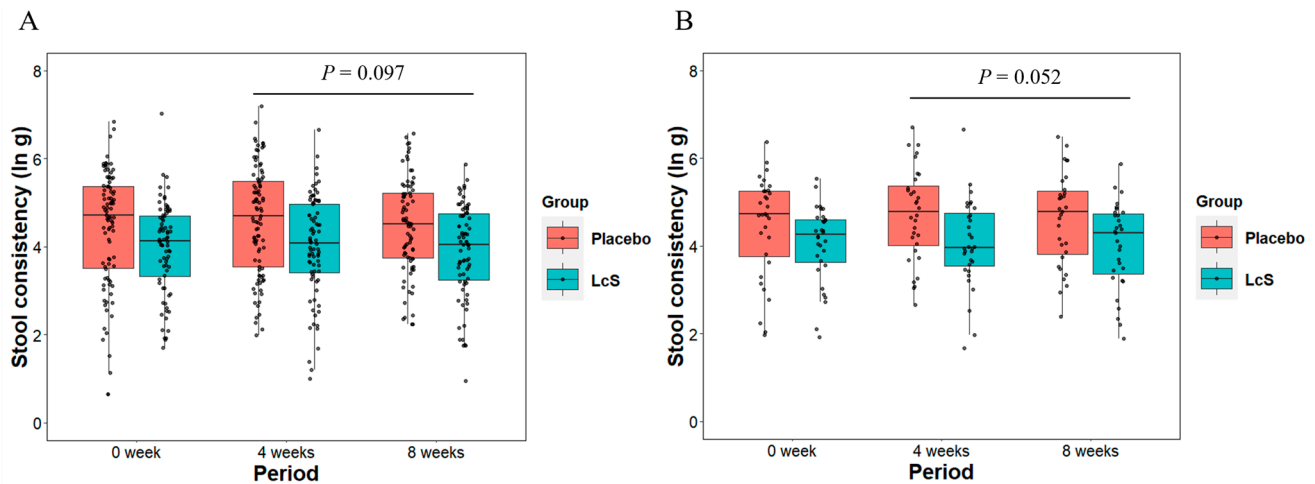 A
P = 0.097
Stool consistency (ln g)
8
6
4
2
0
0 week
4 weeks
8 weeks
Period
Group
Placebo
LcS
B
P = 0.052
Stool consistency (ln g)
8
6
4
2
0
0 week
4 weeks
8 weeks
Period
Group
Placebo
LcS